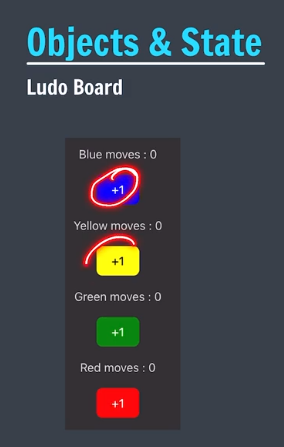 Objects & State
Ludo Board
Blue moves : 0
+1
Yellow moves : 0
+1
Green moves : 0
+1
Red moves : 0
+1